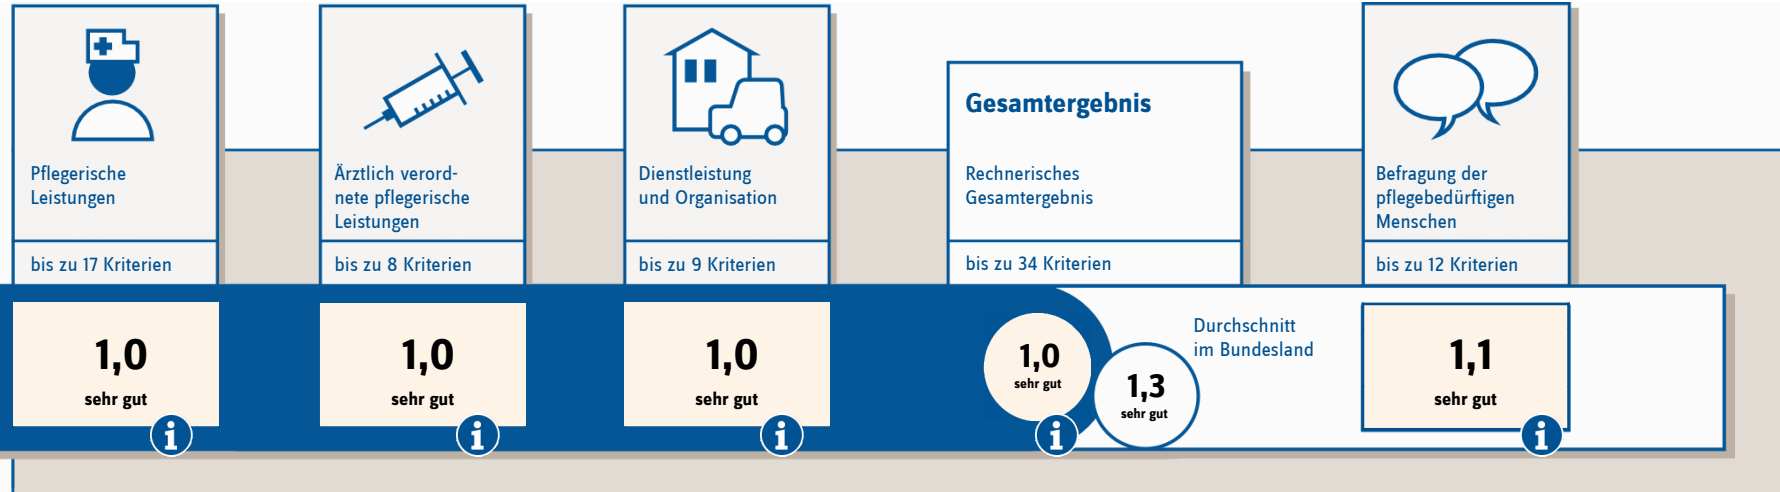 Pflegerische
Leistungen
bis zu 17 Kriterien
1,0
sehr gut
i
Ärztlich verord-
nete pflegerische
Leistungen
bis zu 8 Kriterien
1,0
sehr gut
i
Dienstleistung
und Organisation
bis zu 9 Kriterien
1,0
sehr gut
i
Gesamtergebnis
Rechnerisches
Gesamtergebnis
bis zu 34 Kriterien
1,0
sehr gut
i
Durchschnitt
im Bundesland
1,3
sehr gut
Befragung der
pflegebedürftigen
Menschen
bis zu 12 Kriterien
1,1
sehr gut
i